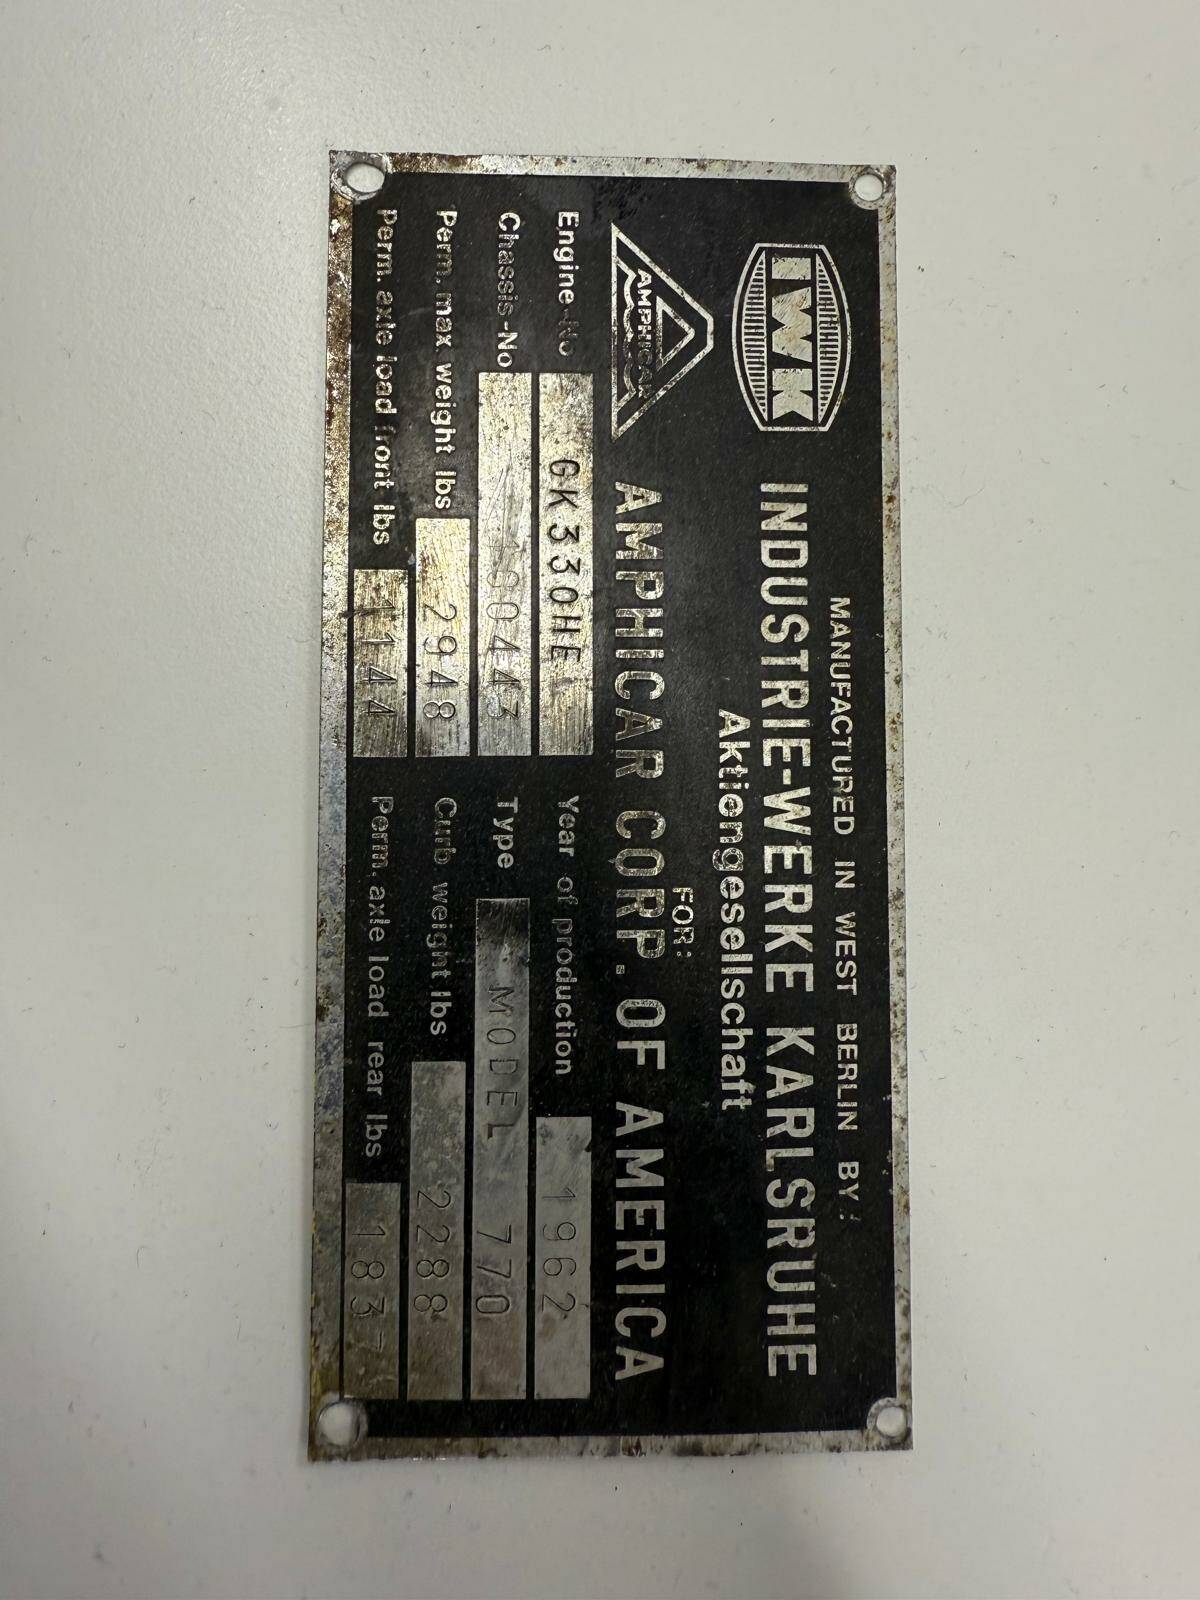 MANUFACTURED IN WEST BERLIN BY:
IWK INDUSTRIE-WERKE KARLSRUHE
Aktiengesellschaft
FOR:
AMPHICAR AMPHICAR CORP. OF AMERICA
Engine-No GK330HE Year of production 1962
Chassis-No 100443 Type MODEL 770
Perm. max. weight lbs 2948 Curb weight lbs 2288
Perm. axle load front lbs 1144 Perm. axle load rear lbs 1837